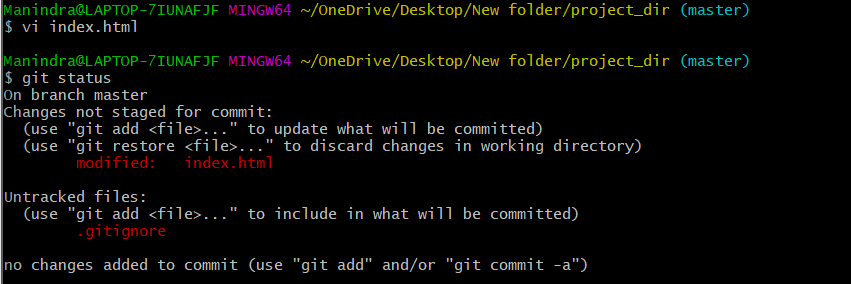 Manindra@LAPTOP-7IUNAFJF MINGW64 ~/OneDrive/Desktop/New folder/project_dir (master)
$ vi index.html
Manindra@LAPTOP-7IUNAFJF MINGW64 ~/OneDrive/Desktop/New folder/project_dir (master)
$ git status
On branch master
Changes not staged for commit:
  (use "git add <file>..." to update what will be committed)
  (use "git restore <file>..." to discard changes in working directory)
        modified:   index.html
Untracked files:
  (use "git add <file>..." to include in what will be committed)
        .gitignore
no changes added to commit (use "git add" and/or "git commit -a")